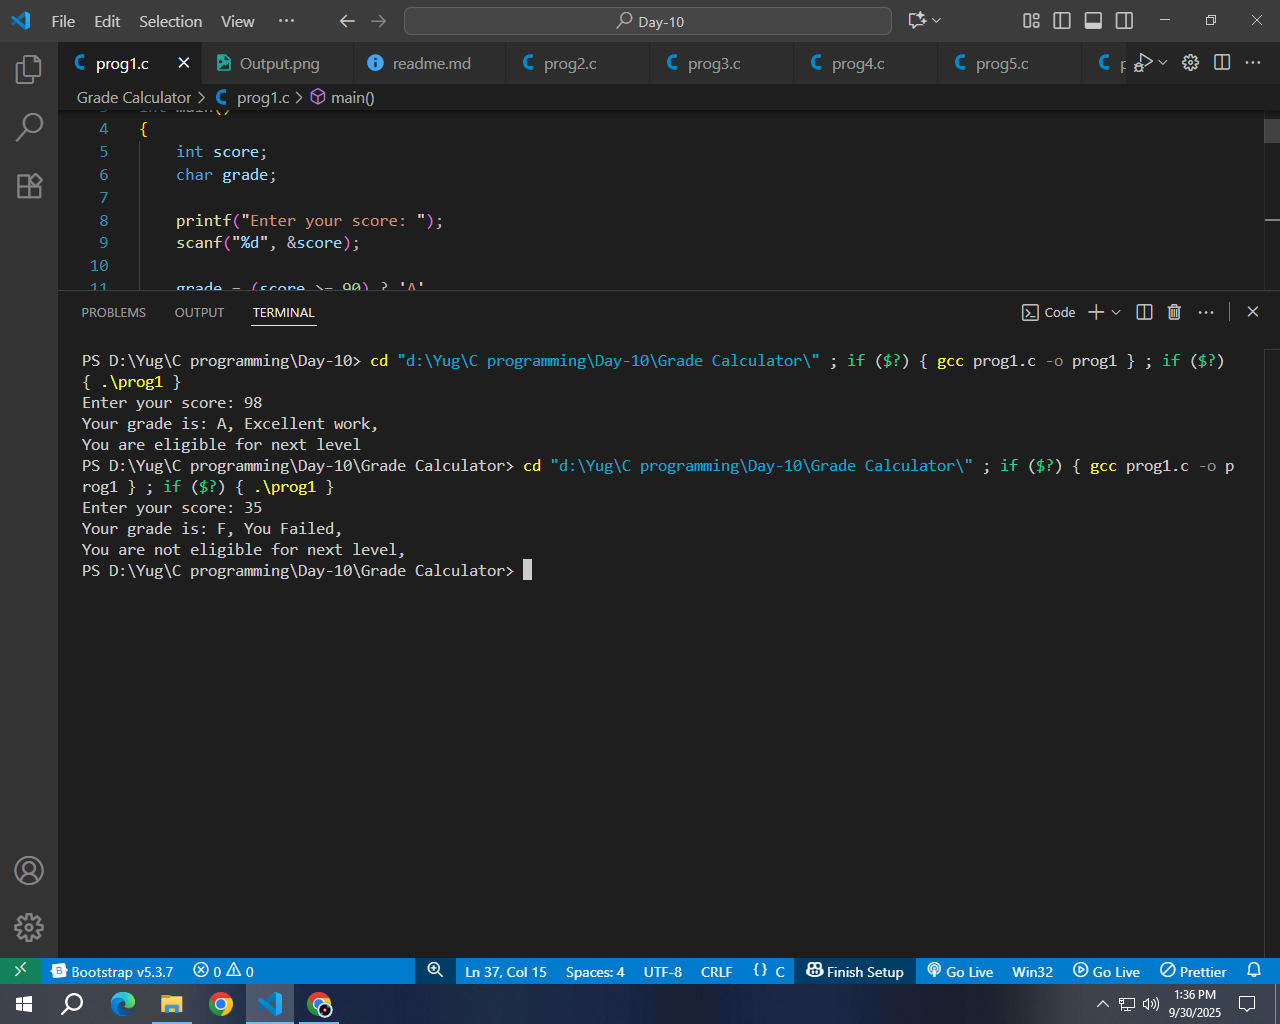 File Edit Selection View ··· Day-10
prog1.c Output.png readme.md prog2.c prog3.c prog4.c prog5.c
Grade Calculator > prog1.c > main()
3 int main()
4 {
5 int score;
6 char grade;
7
8 printf("Enter your score: ");
9 scanf("%d", &score);
10
11 grade = (score >= 90) ? 'A'
PROBLEMS OUTPUT TERMINAL Code
PS D:\Yug\C programming\Day-10> cd "d:\Yug\C programming\Day-10\Grade Calculator\" ; if ($?) { gcc prog1.c -o prog1 } ; if ($?)
{ .\prog1 }
Enter your score: 98
Your grade is: A, Excellent work,
You are eligible for next level
PS D:\Yug\C programming\Day-10\Grade Calculator> cd "d:\Yug\C programming\Day-10\Grade Calculator\" ; if ($?) { gcc prog1.c -o p
rog1 } ; if ($?) { .\prog1 }
Enter your score: 35
Your grade is: F, You Failed,
You are not eligible for next level,
PS D:\Yug\C programming\Day-10\Grade Calculator>
Bootstrap v5.3.7 0 0 Ln 37, Col 15 Spaces: 4 UTF-8 CRLF {} C Finish Setup Go Live Win32 Go Live Prettier
1:36 PM
9/30/2025